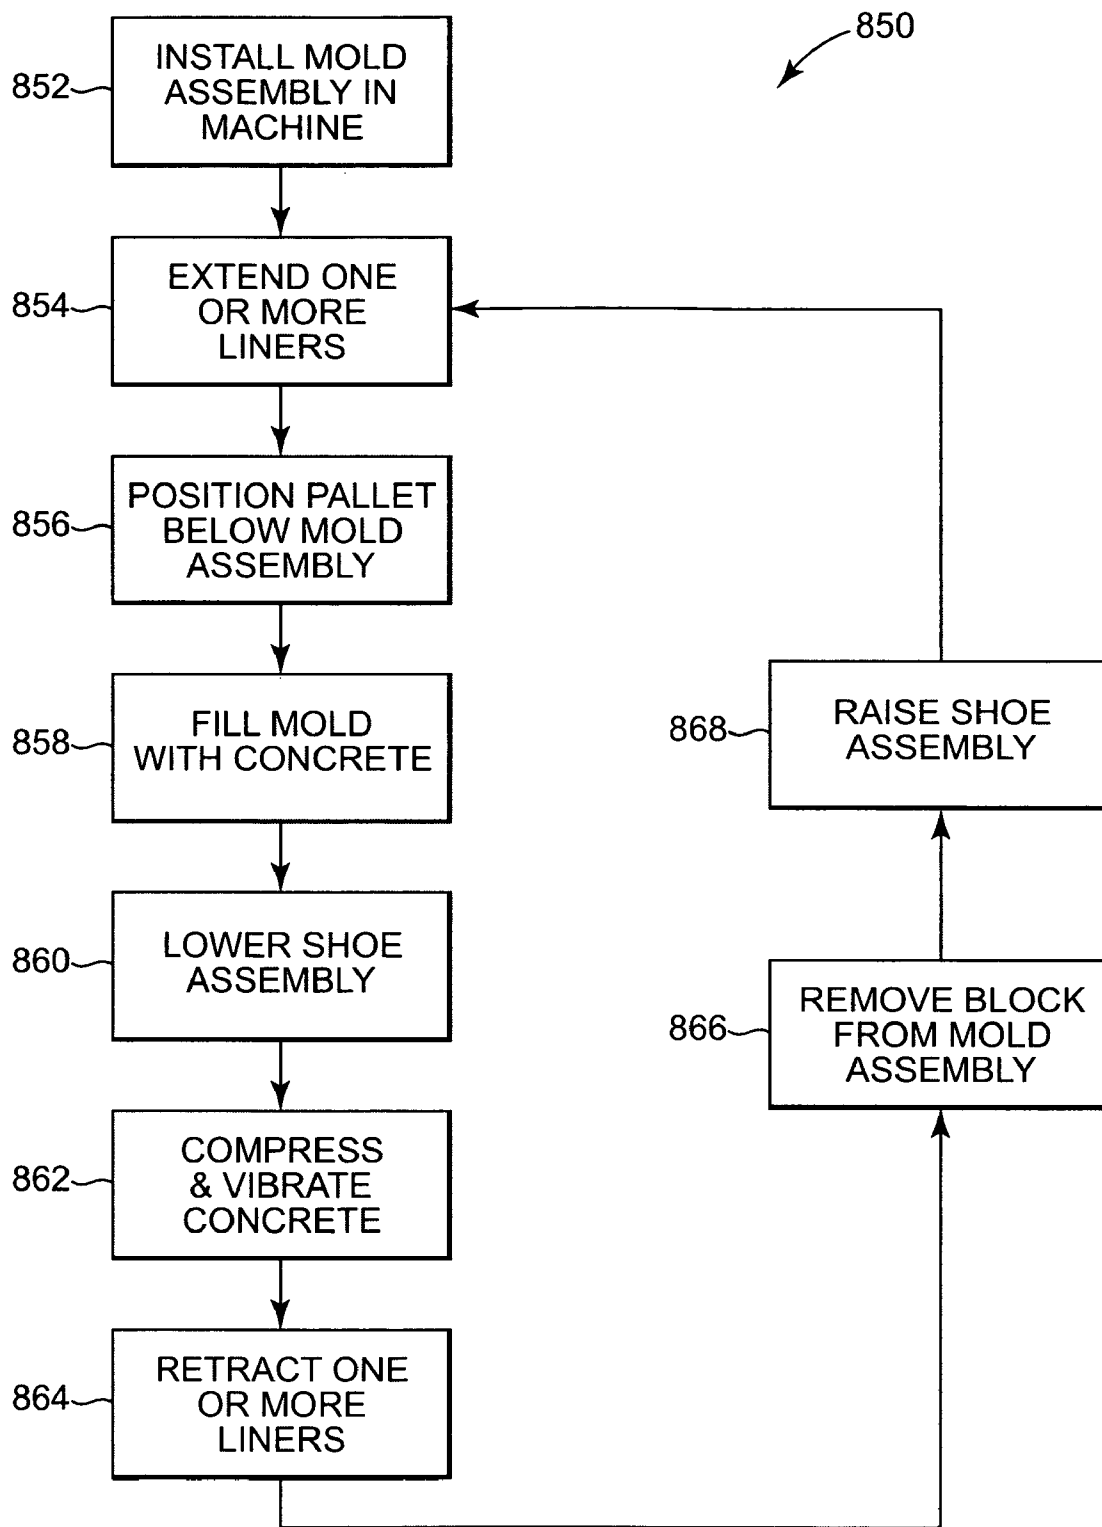 850
852
INSTALL MOLD
ASSEMBLY IN
MACHINE
854
EXTEND ONE
OR MORE
LINERS
856
POSITION PALLET
BELOW MOLD
ASSEMBLY
858
FILL MOLD
WITH CONCRETE
860
LOWER SHOE
ASSEMBLY
862
COMPRESS
& VIBRATE
CONCRETE
864
RETRACT ONE
OR MORE
LINERS
866
REMOVE BLOCK
FROM MOLD
ASSEMBLY
868
RAISE SHOE
ASSEMBLY